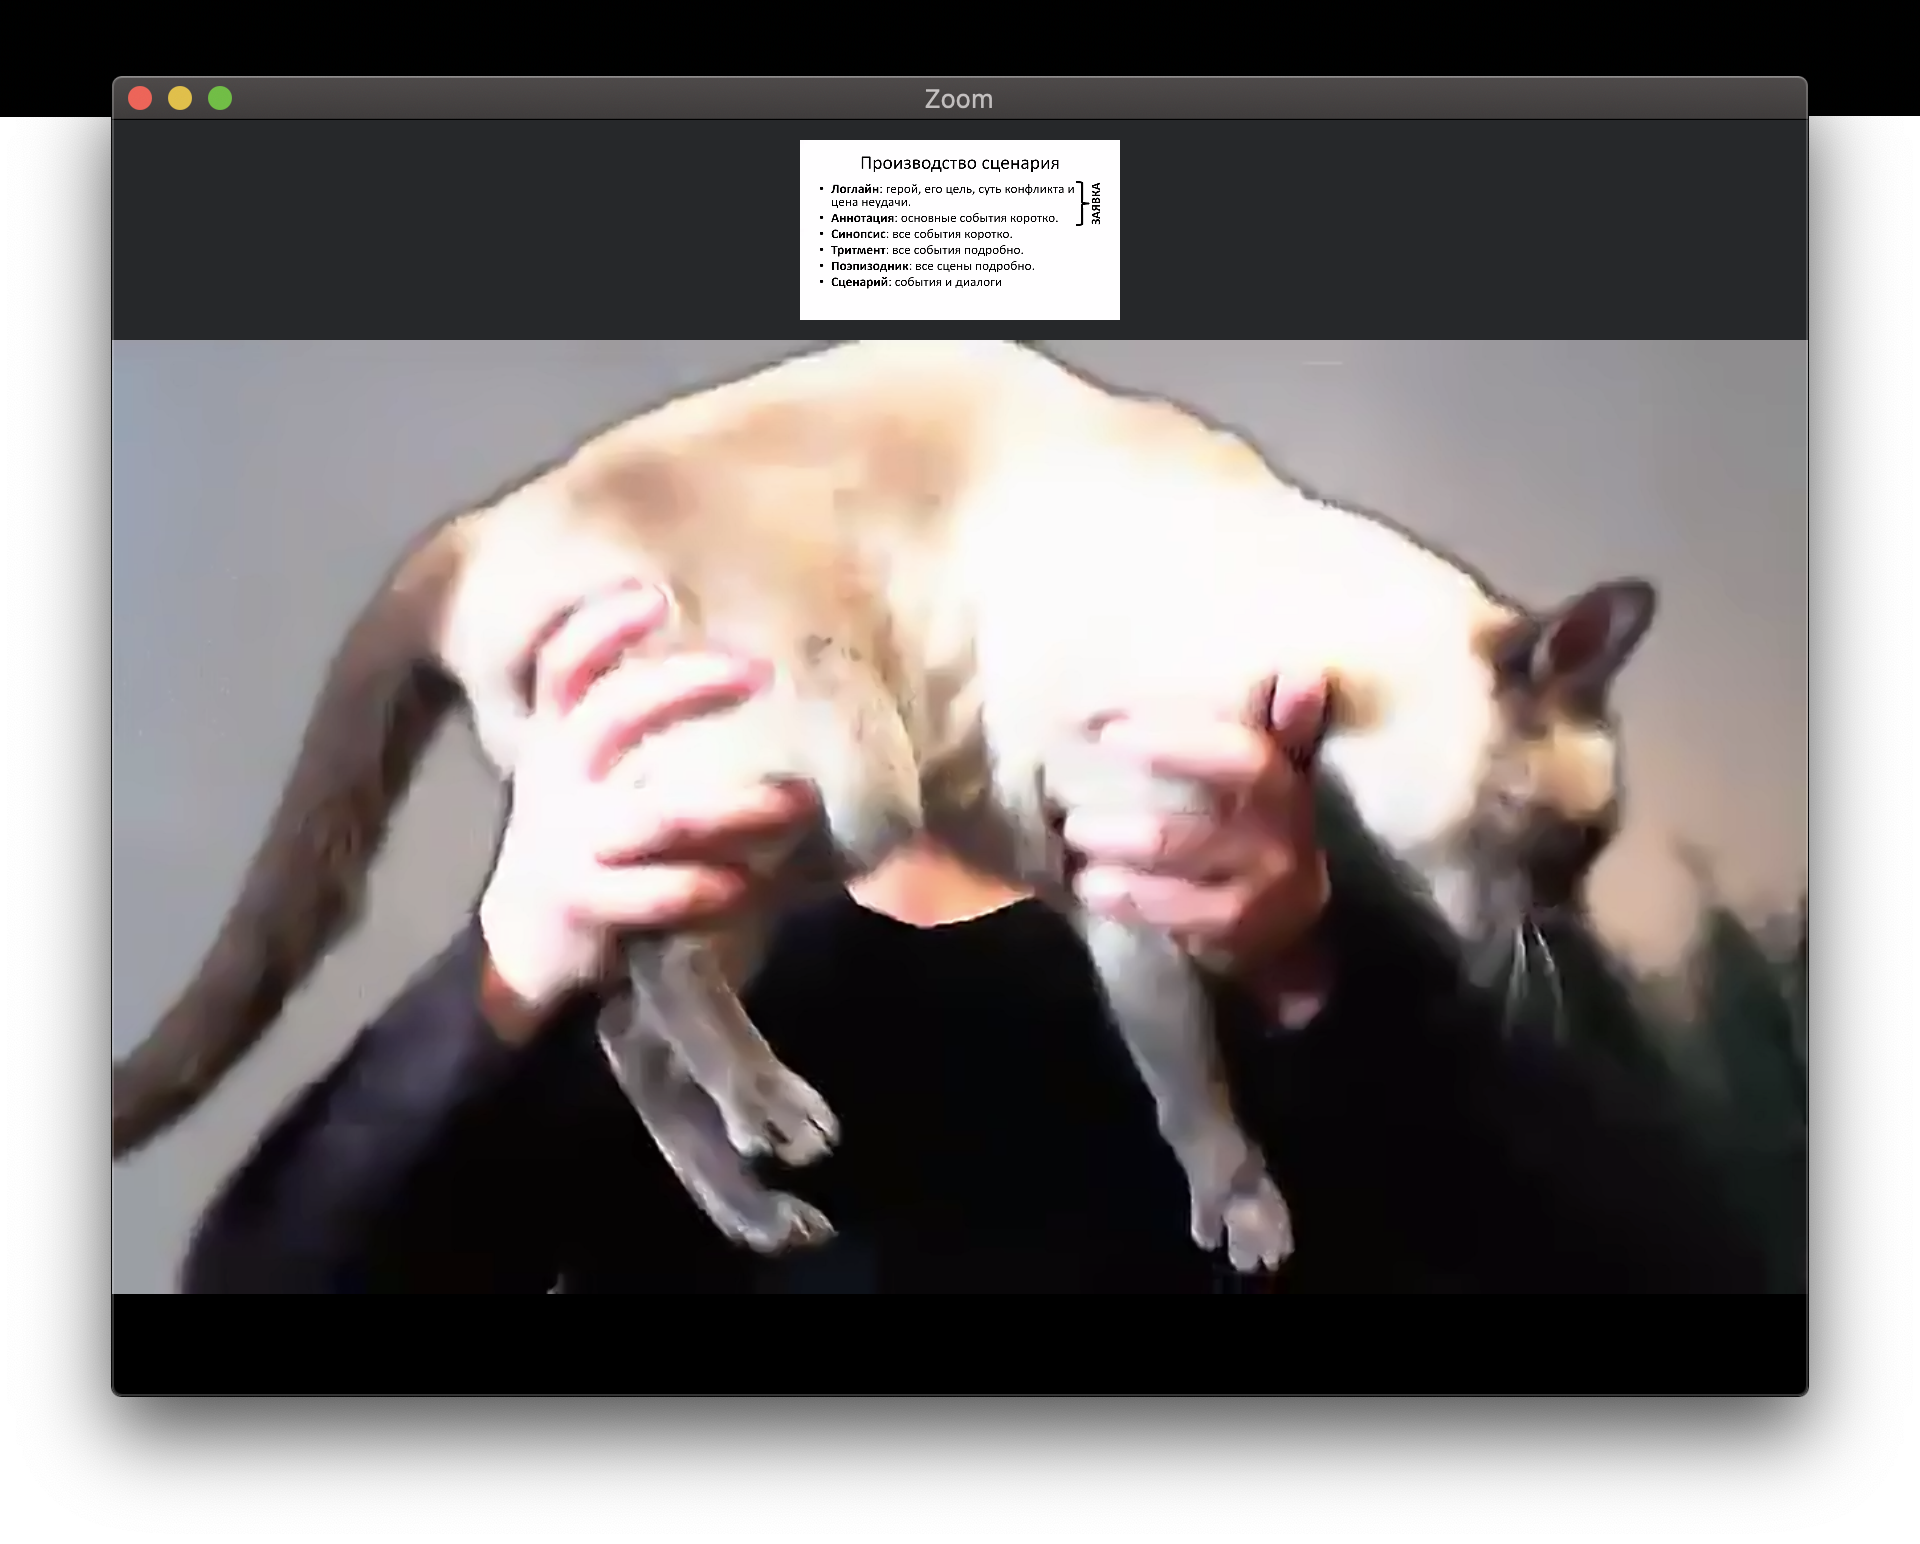 Zoom
Производство сценария
• Логлайн: герой, его цель, суть конфликта и
цена неудачи.
• Аннотация: основные события коротко.
ЗАЯВКА
• Синопсис: все события коротко.
• Тритмент: все события подробно.
• Поэпизодник: все сцены подробно.
• Сценарий: события и диалоги